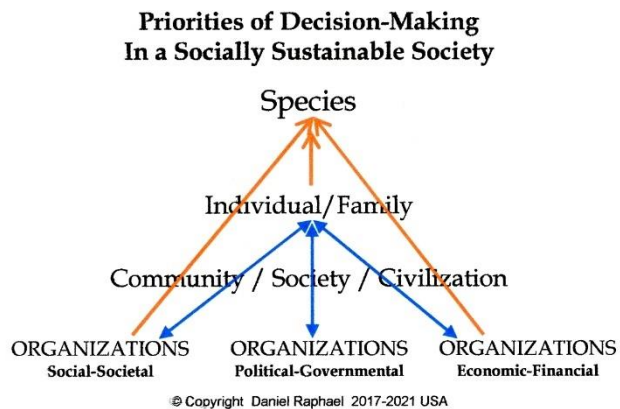 Priorities of Decision-Making
In a Socially Sustainable Society
Species
Individual/Family
Community / Society / Civilization
ORGANIZATIONS ORGANIZATIONS ORGANIZATIONS
Social-Societal Political-Governmental Economic-Financial
© Copyright Daniel Raphael 2017-2021 USA